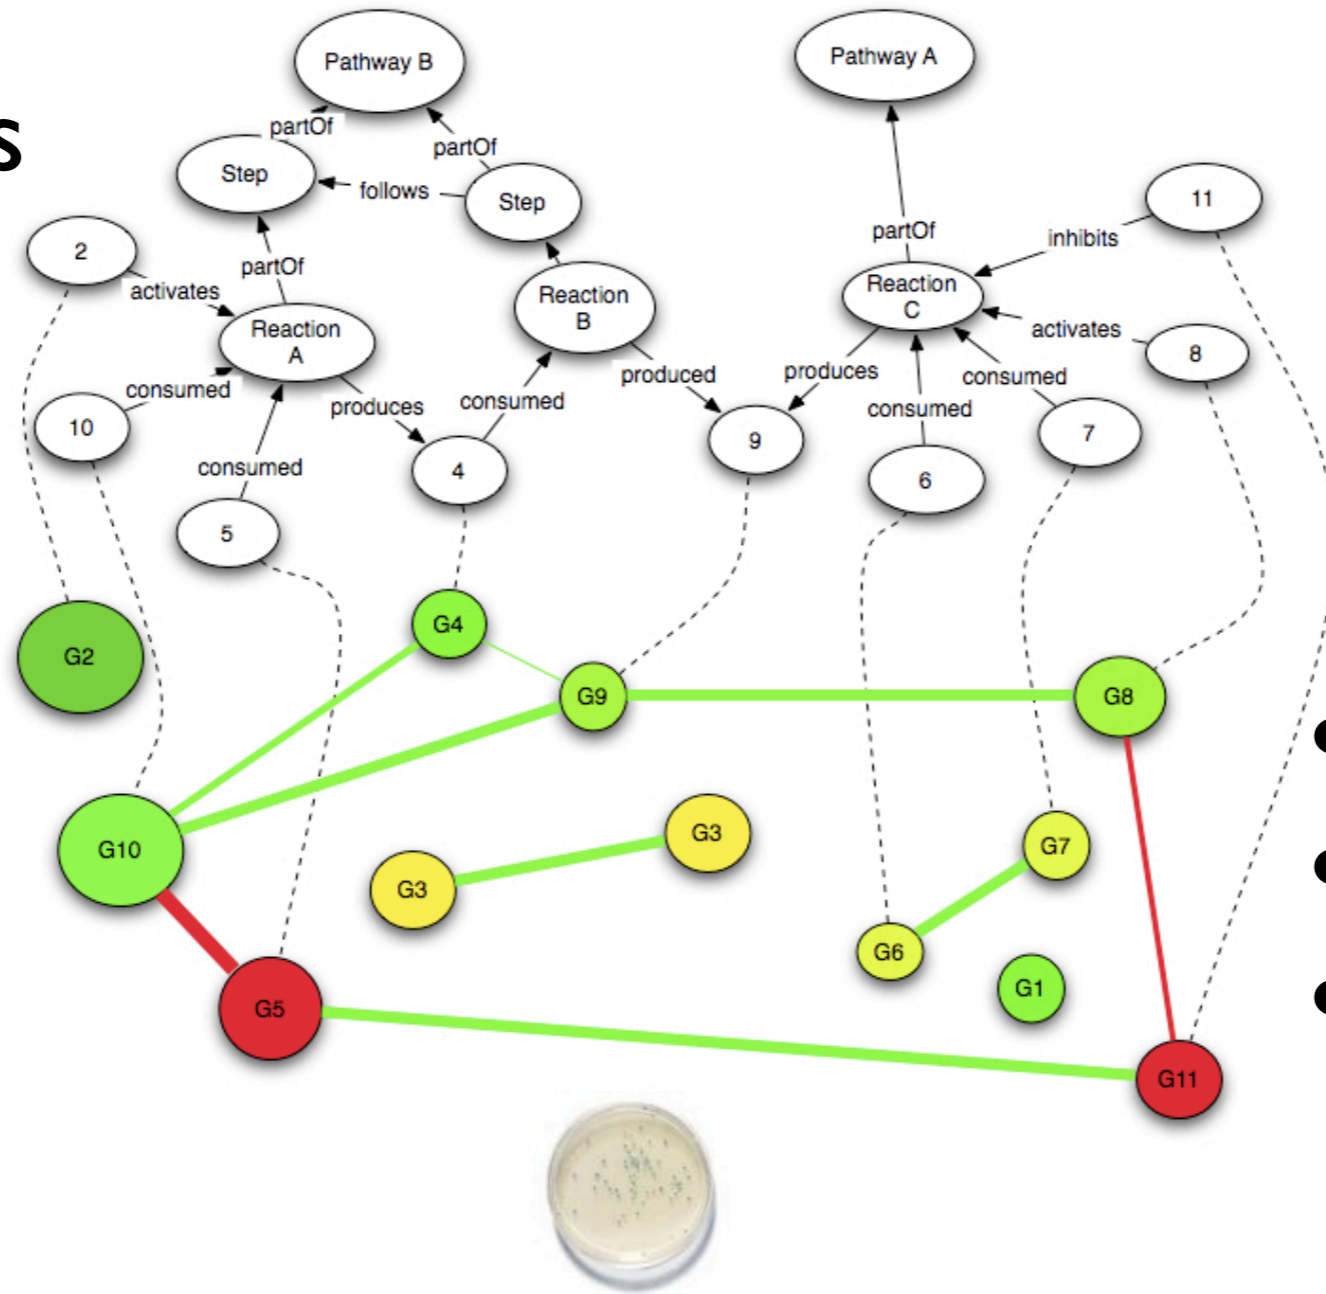 Pathway B
Pathway A
s
partOf
partOf
Step
follows
Step
11
partOf
inhibits
2
partOf
activates
Reaction
C
Reaction
B
Reaction
A
activates
8
produced
produces
consumed
consumed
produces
consumed
consumed
10
9
7
consumed
4
6
5
G4
G2
G9
G8
G10
G3
G3
G7
G6
G1
G5
G11